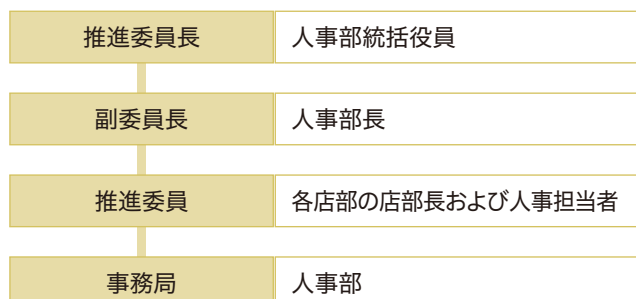 推進委員長 人事部統括役員
副委員長 人事部長
推進委員 各店部の店部長および人事担当者
事務局 人事部